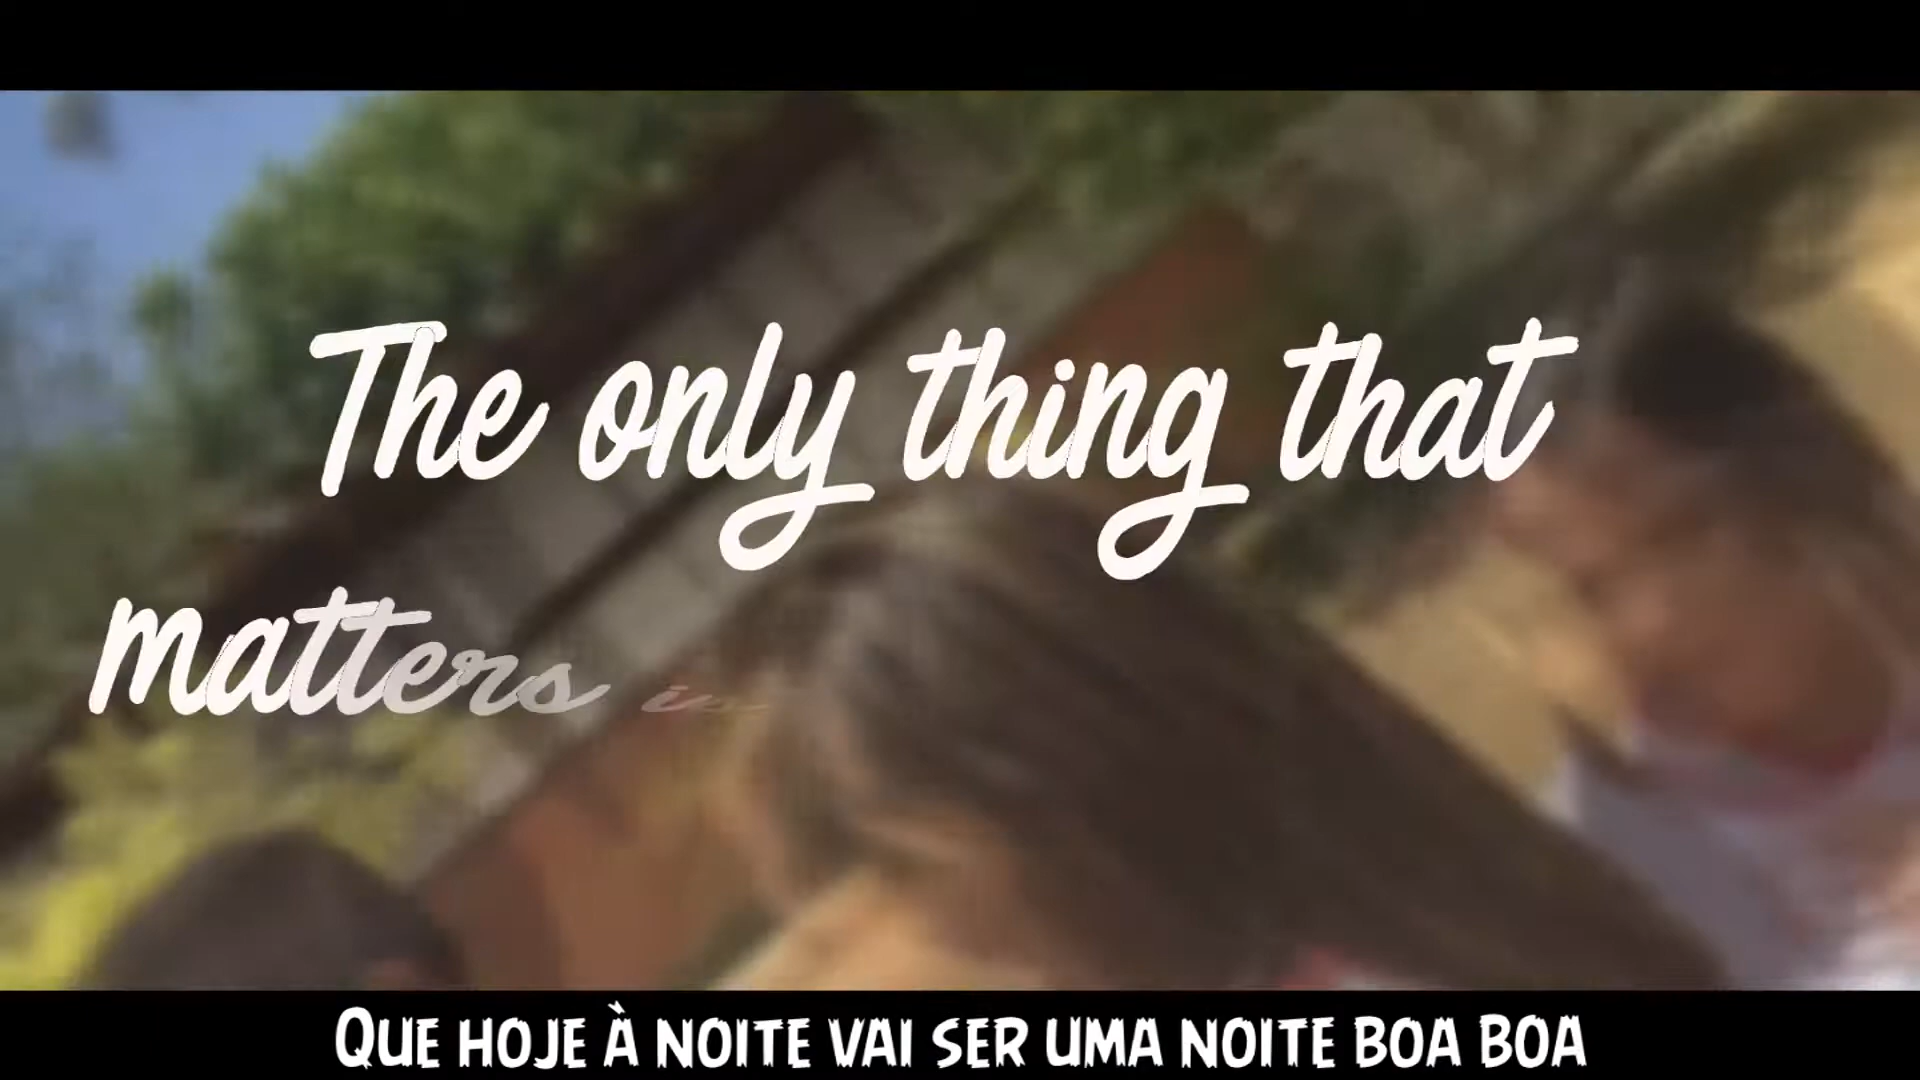 The only thing that
matters
QUE HOJE À NOITE VAI SER UMA NOITE BOA BOA